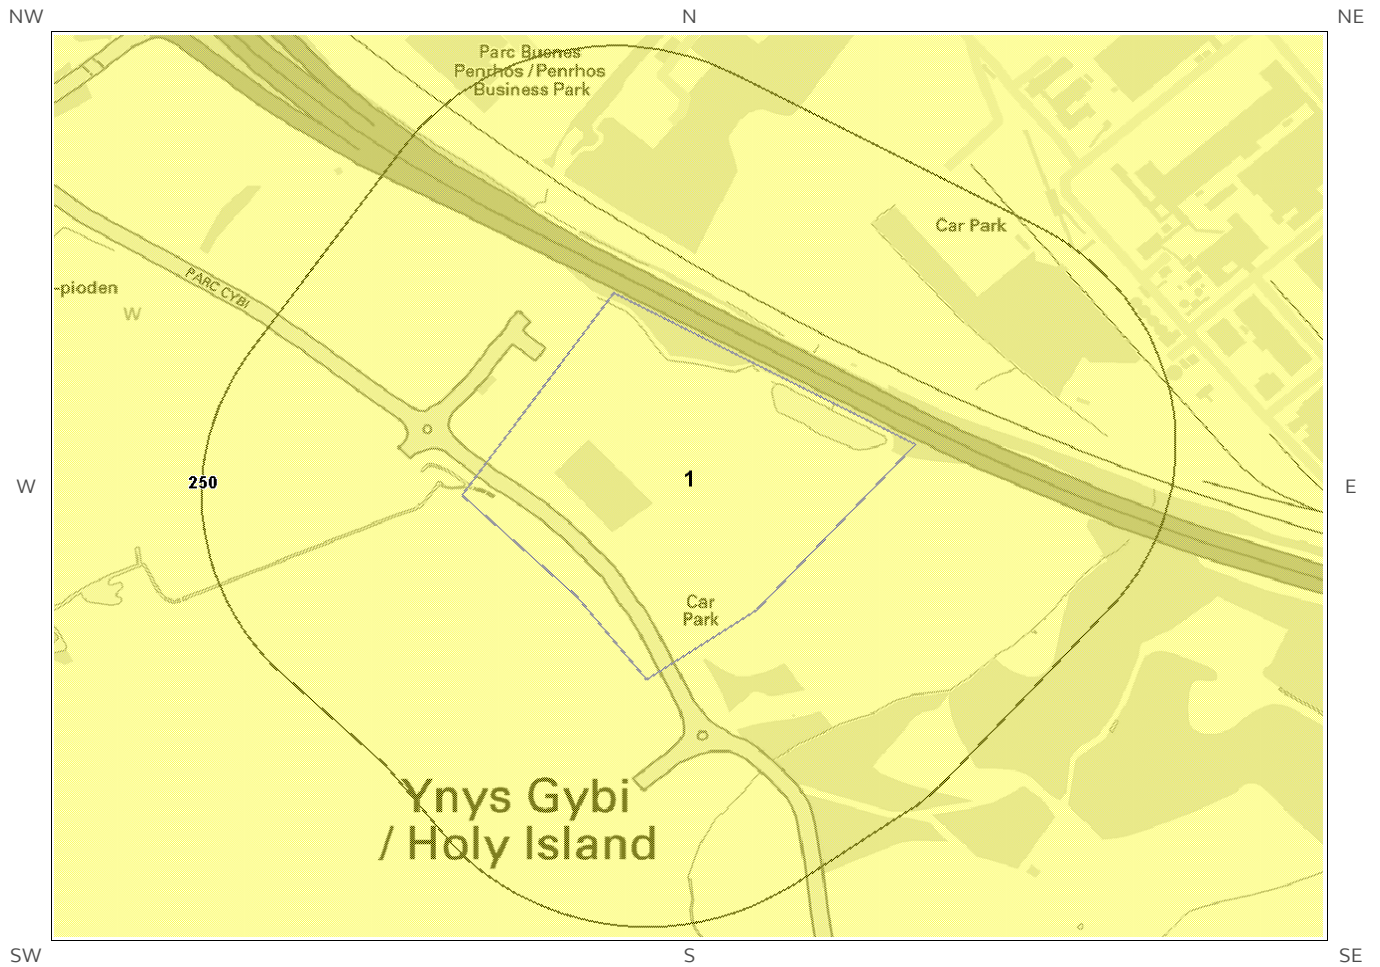 NW
N
NE
Parc Buenes
Penrhos / Penrhos
Business Park
Car Park
PARC CYBI
-pioden
W
W
250
1
E
Car
Park
Ynys Gybi
/ Holy Island
SW
S
SE